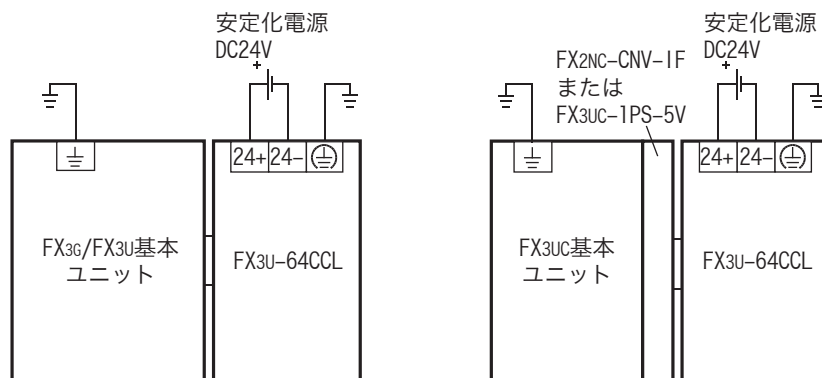 安定化電源
DC24V
+
24+ 24-
FX3G/FX3U基本
ユニット
FX3U-64CCL
FX2NC-CNV-IF
または
FX3UC-1PS-5V
安定化電源
DC24V
+
24+ 24-
FX3UC基本
ユニット
FX3U-64CCL